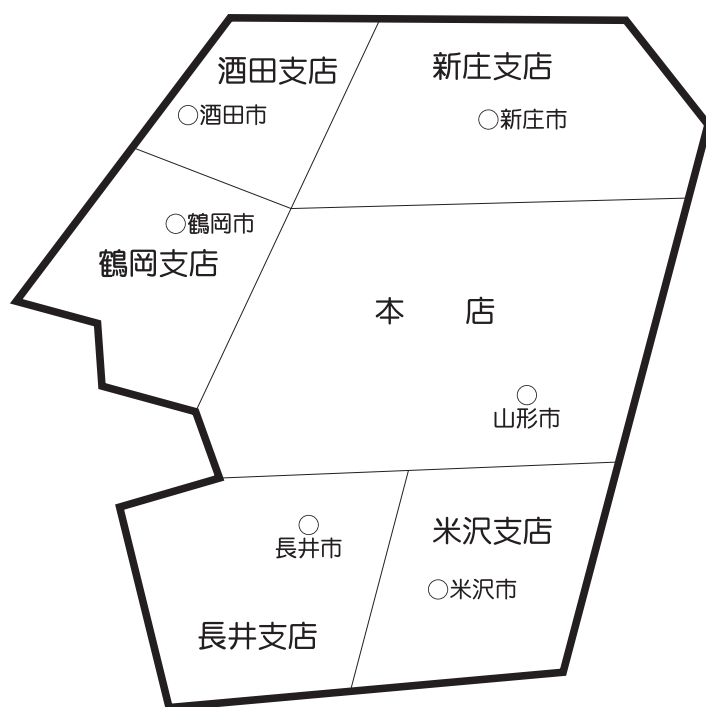 酒田支店
○酒田市
新庄支店
○新庄市
○鶴岡市
鶴岡支店
本　店
○
山形市
○
長井市
長井支店
米沢支店
○米沢市